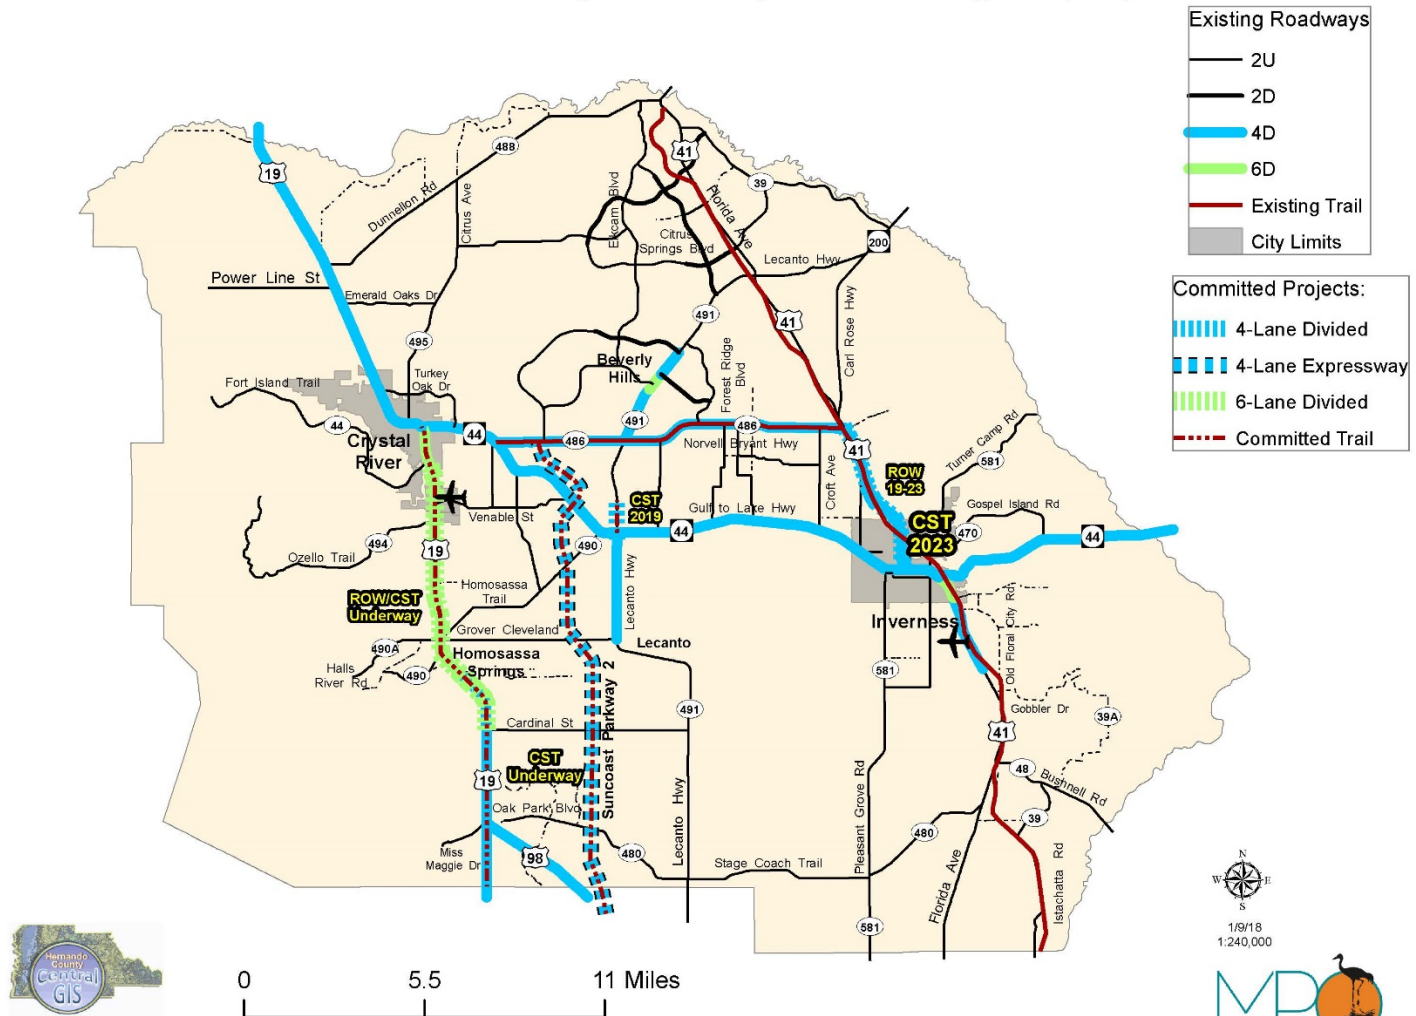 Existing Roadways
2U
2D
4D
6D
Existing Trail
City Limits
Committed Projects:
4-Lane Divided
4-Lane Expressway
6-Lane Divided
Committed Trail
19
488
Dunnellon Rd
Citrus Ave
Elkcam Blvd
41
39
Florida Ave
Citrus
Springs Blvd
Lecanto Hwy
200
Power Line St
Emerald Oaks Dr
495
491
41
Carl Rose Hwy
Beverly
Hills
Forest Ridge
Blvd
Fort Island Trail
Turkey
Oak Dr
44
Crystal
River
44
486
491
486
Norvell Bryant Hwy
41
Croft Ave
Turner Camp Rd
581
ROW
19-23
Venable St
CST
2019
Gulf to Lake Hwy
44
Gospel Island Rd
CST
2023
470
44
Ozello Trail
494
19
490
Homosassa
Trail
Lecanto Hwy
ROW/CST
Underway
Grover Cleveland
Lecanto
Inverness
Old Floral City Rd
490A
Halls
River Rd
490
Homosassa
Springs
581
Gobbler Dr
39A
Cardinal St
Suncoast Parkway 2
491
41
CST
Underway
19
Oak Park Blvd
Lecanto Hwy
Pleasant Grove Rd
48
Bushnell Rd
39
Miss
Maggie Dr
98
480
Stage Coach Trail
480
Florida Ave
Istachatta Rd
581
N
W
E
S
1/9/18
1:240,000
Hernando
County
Central
GIS
0
5.5
11 Miles
MPO